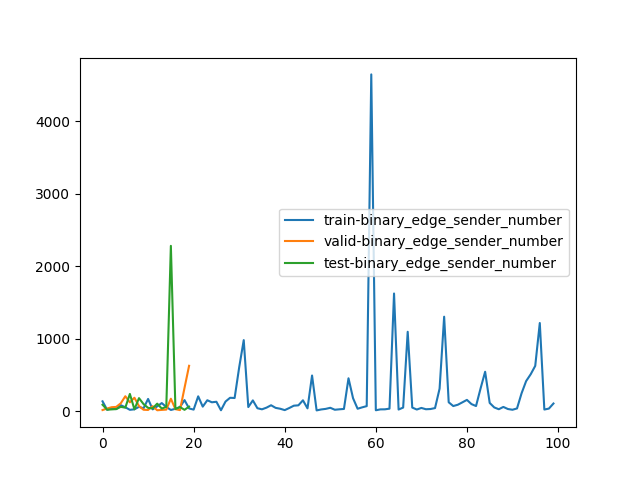 4000
3000
2000
1000
0
train-binary_edge_sender_number
valid-binary_edge_sender_number
test-binary_edge_sender_number
0 20 40 60 80 100